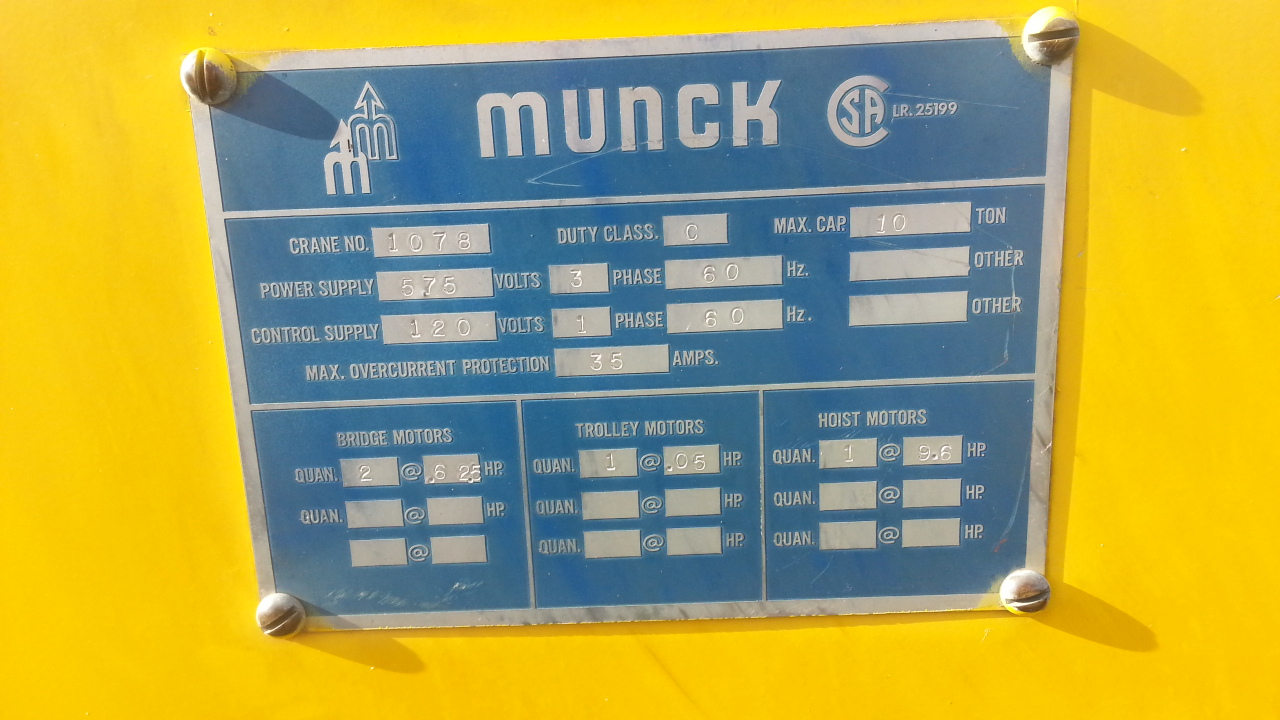 MUNCK CSA LR. 25199
CRANE NO. 1078 DUTY CLASS. C MAX. CAP. 10 TON
POWER SUPPLY 575 VOLTS 3 PHASE 60 Hz. OTHER
CONTROL SUPPLY 120 VOLTS 1 PHASE 60 Hz. OTHER
MAX. OVERCURRENT PROTECTION 35 AMPS.
BRIDGE MOTORS
QUAN. 2 @ .625 HP.
QUAN. @ HP.
@
TROLLEY MOTORS
QUAN. 1 @ .05 HP.
QUAN. @ HP.
QUAN. @ HP.
HOIST MOTORS
QUAN. 1 @ 9.6 HP.
QUAN. @ HP.
QUAN. @ HP.